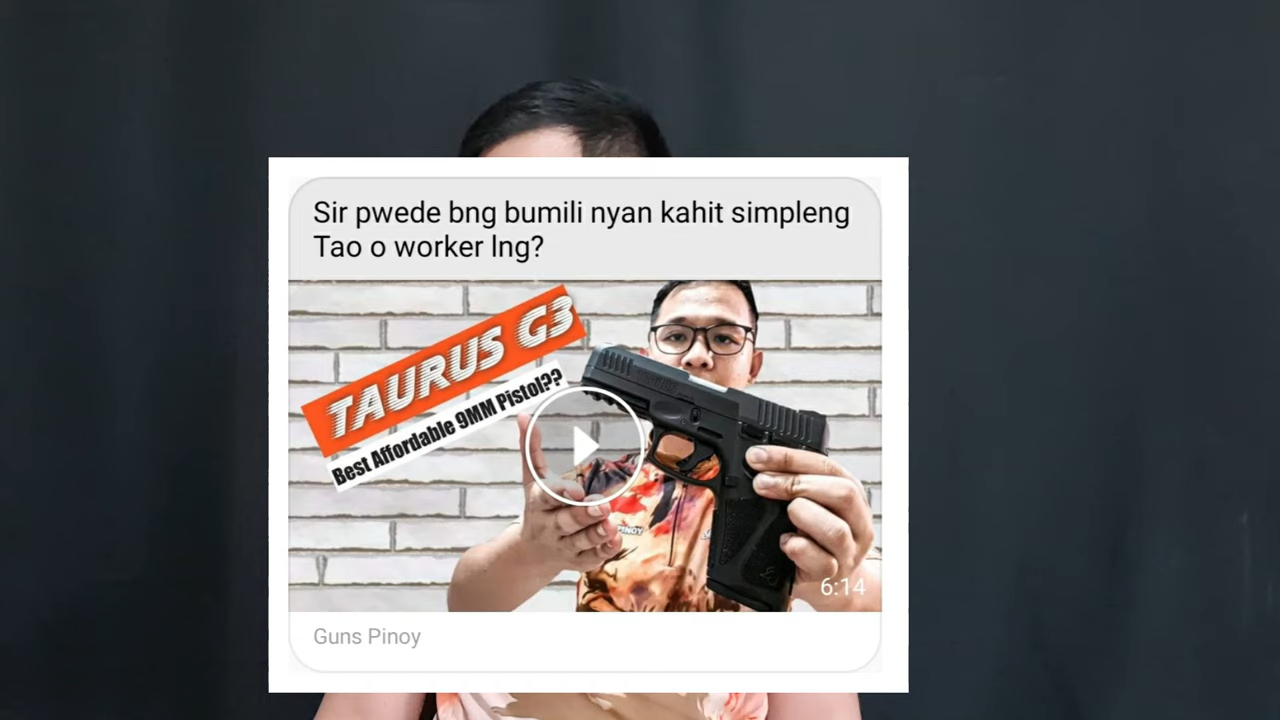 Sir pwede bng bumili nyan kahit simpleng
Tao o worker lng?
TAURUS G3
Best Affordable 9MM Pistol??
PINOY
6:14
Guns Pinoy